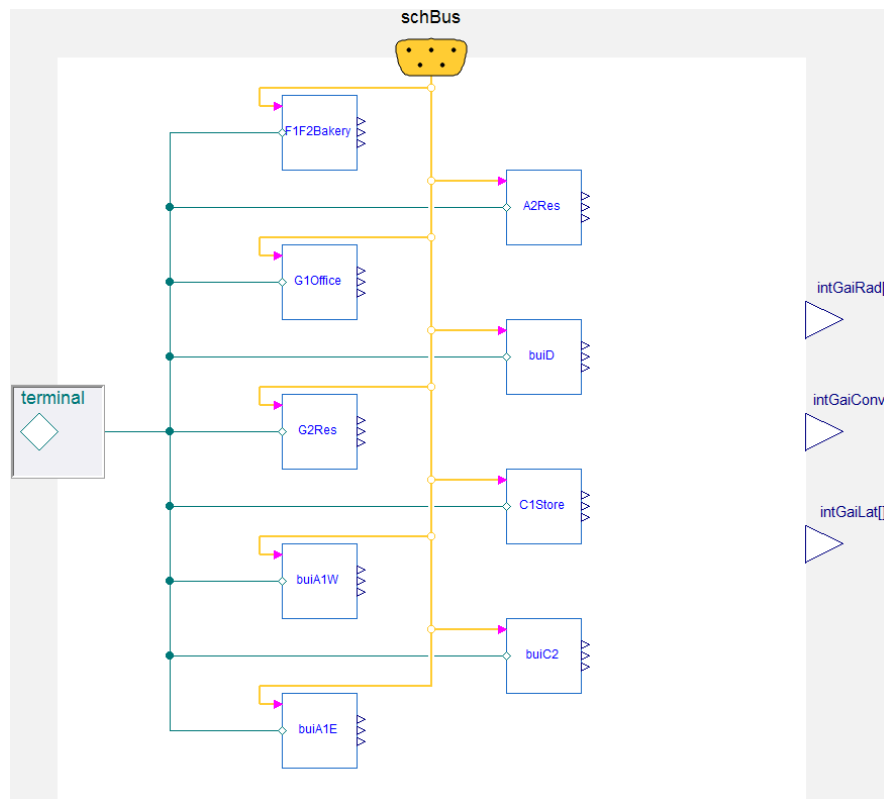 schBus
F1F2Bakery
A2Res
G1Office
intGaiRad[
buiD
terminal
G2Res
intGaiConv
C1Store
intGaiLat[]
buiA1W
buiC2
buiA1E